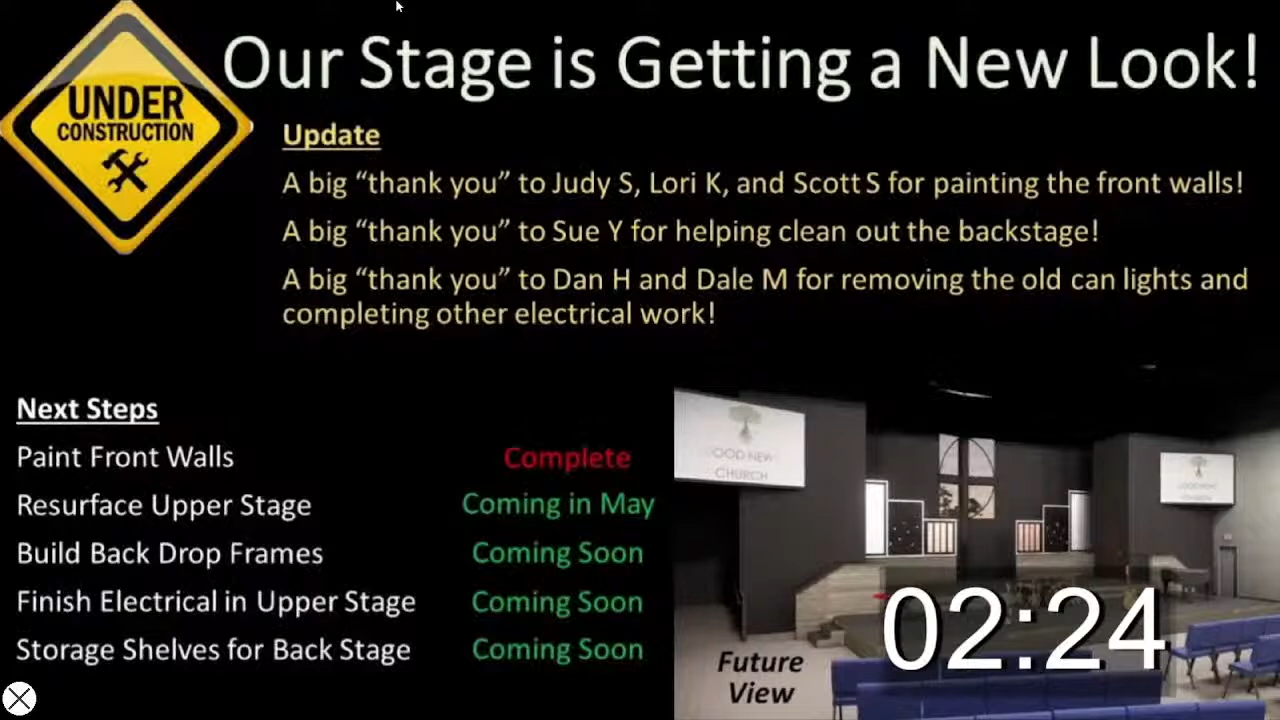 Our Stage is Getting a New Look!
UNDER
CONSTRUCTION
Update
A big “thank you” to Judy S, Lori K, and Scott S for painting the front walls!
A big “thank you” to Sue Y for helping clean out the backstage!
A big “thank you” to Dan H and Dale M for removing the old can lights and
completing other electrical work!
Next Steps
Paint Front Walls Complete
Resurface Upper Stage Coming in May
Build Back Drop Frames Coming Soon
Finish Electrical in Upper Stage Coming Soon
Storage Shelves for Back Stage Coming Soon
CHURCH
02:24
Future
View